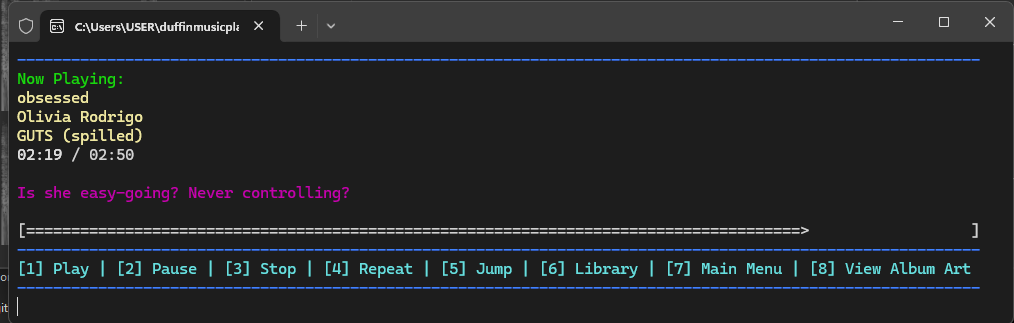 C:\Users\USER\duffinmusicpla
Now Playing:
obsessed
Olivia Rodrigo
GUTS (spilled)
02:19 / 02:50
Is she easy-going? Never controlling?
[=====================================================================================>                  ]
[1] Play | [2] Pause | [3] Stop | [4] Repeat | [5] Jump | [6] Library | [7] Main Menu | [8] View Album Art